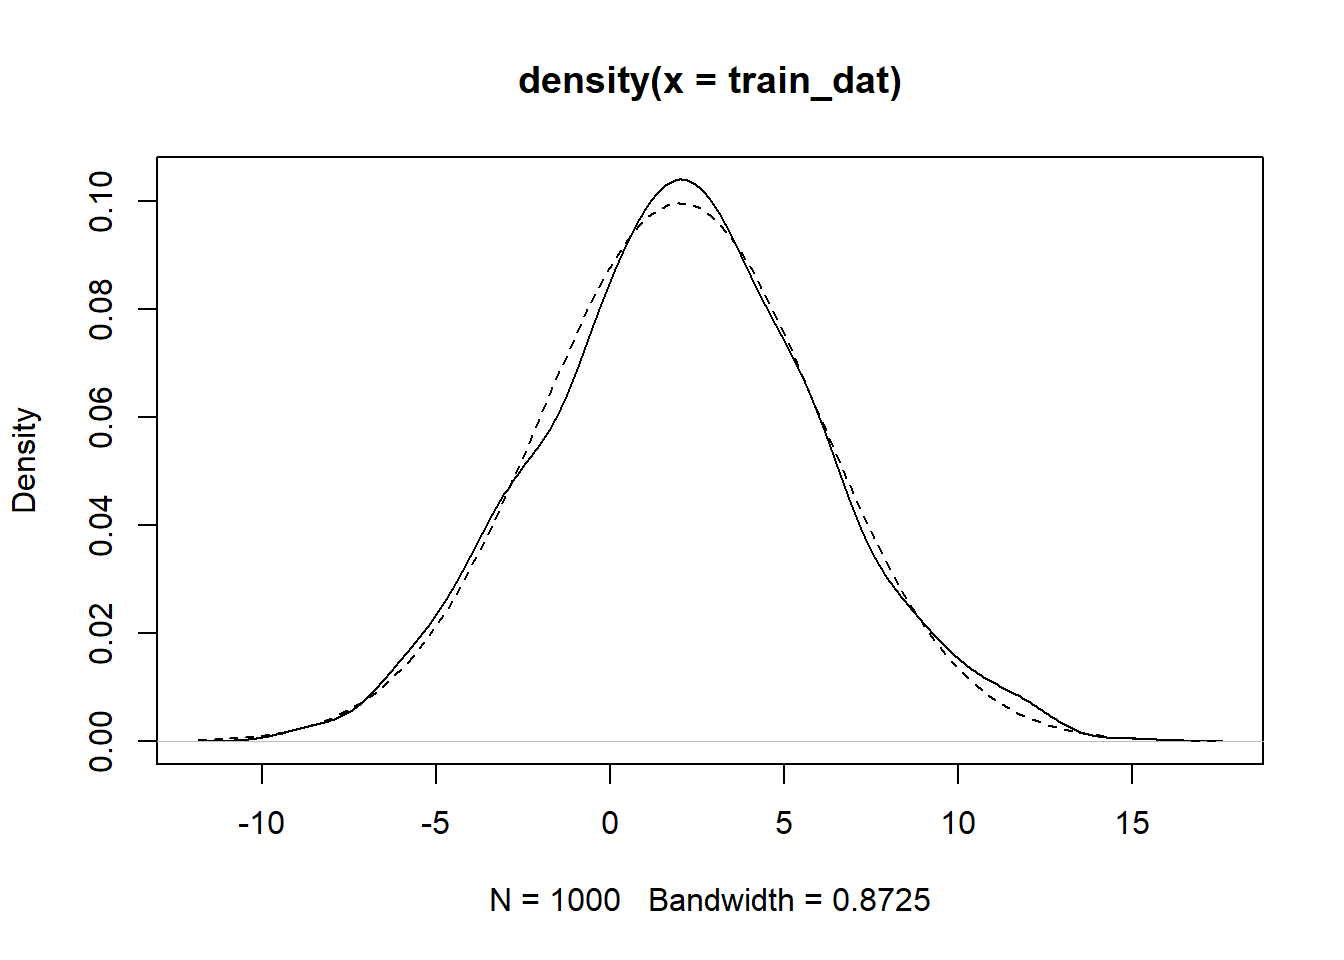 density(x = train_dat)
Density
0.10
0.08
0.06
0.04
0.02
0.00
-10 -5 0 5 10 15
N = 1000 Bandwidth = 0.8725